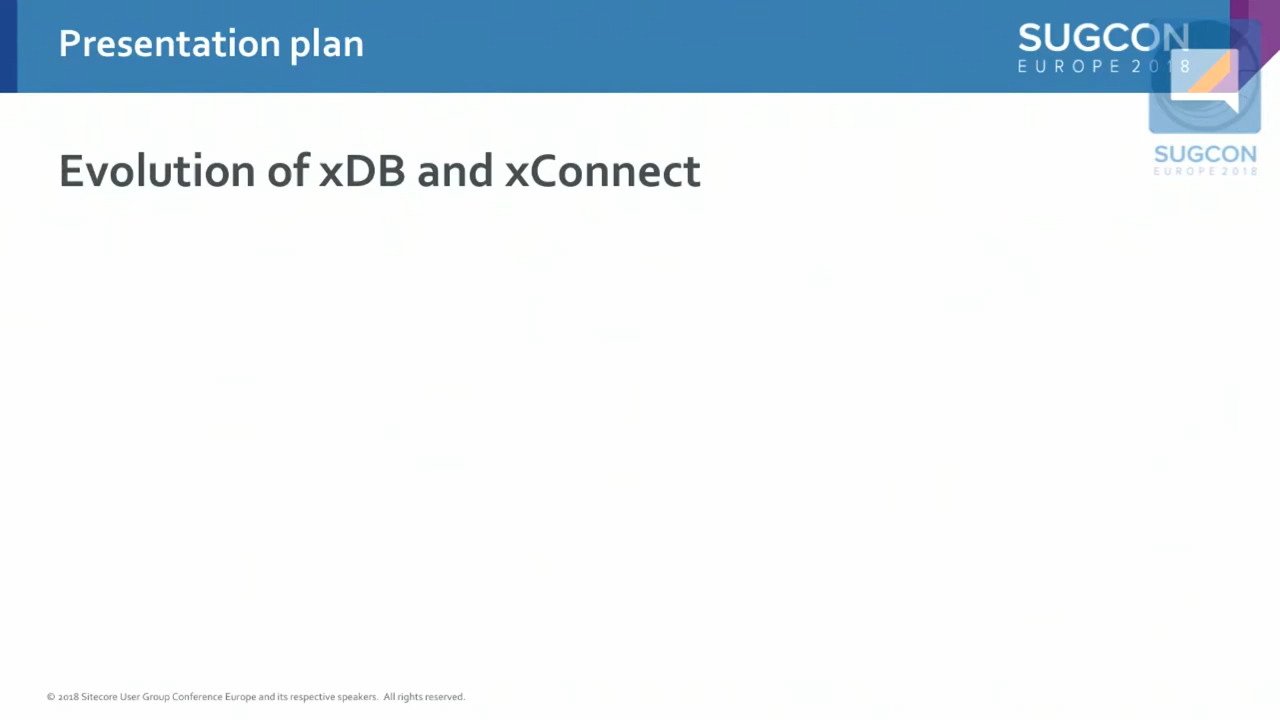 Presentation plan
SUGCON
EUROPE 2018
SUGCON
EUROPE 2018
Evolution of xDB and xConnect
© 2018 Sitecore User Group Conference Europe and its respective speakers. All rights reserved.